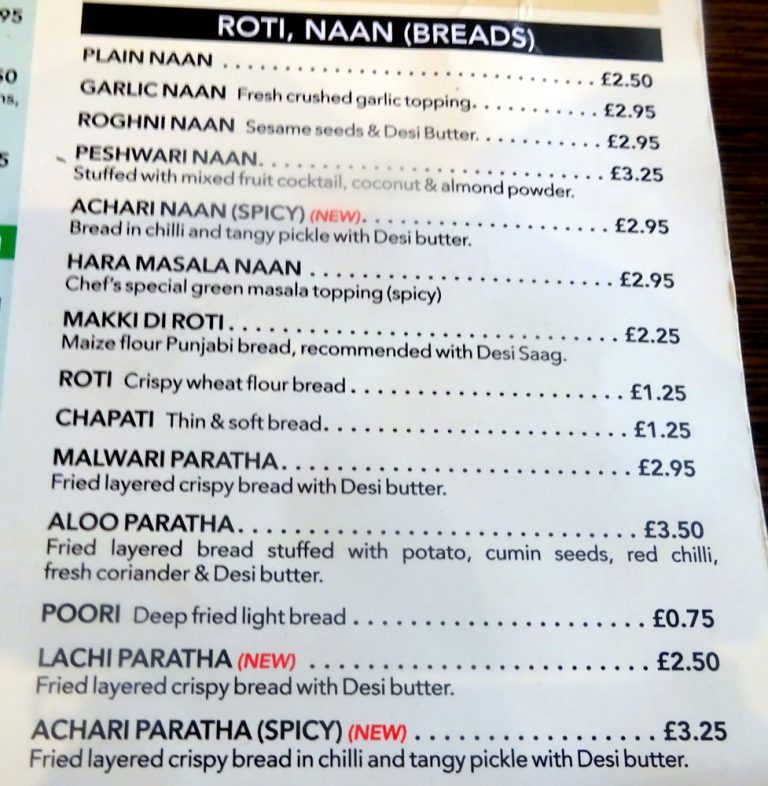 95
50
ns,
5
ROTI, NAAN (BREADS)
PLAIN NAAN ........................................ £2.50
GARLIC NAAN Fresh crushed garlic topping............. £2.95
ROGHNI NAAN Sesame seeds & Desi Butter............ £2.95
PESHWARI NAAN................................... £3.25
Stuffed with mixed fruit cocktail, coconut & almond powder.
ACHARI NAAN (SPICY) (NEW)........................ £2.95
Bread in chilli and tangy pickle with Desi butter.
HARA MASALA NAAN ............................. £2.95
Chef's special green masala topping (spicy)
MAKKI DI ROTI..................................... £2.25
Maize flour Punjabi bread, recommended with Desi Saag.
ROTI Crispy wheat flour bread........................ £1.25
CHAPATI Thin & soft bread........................... £1.25
MALWARI PARATHA................................ £2.95
Fried layered crispy bread with Desi butter.
ALOO PARATHA.................................... £3.50
Fried layered bread stuffed with potato, cumin seeds, red chilli,
fresh coriander & Desi butter.
POORI Deep fried light bread ........................ £0.75
LACHI PARATHA (NEW) ............................ £2.50
Fried layered crispy bread with Desi butter.
ACHARI PARATHA (SPICY) (NEW) .................. £3.25
Fried layered crispy bread in chilli and tangy pickle with Desi butter.